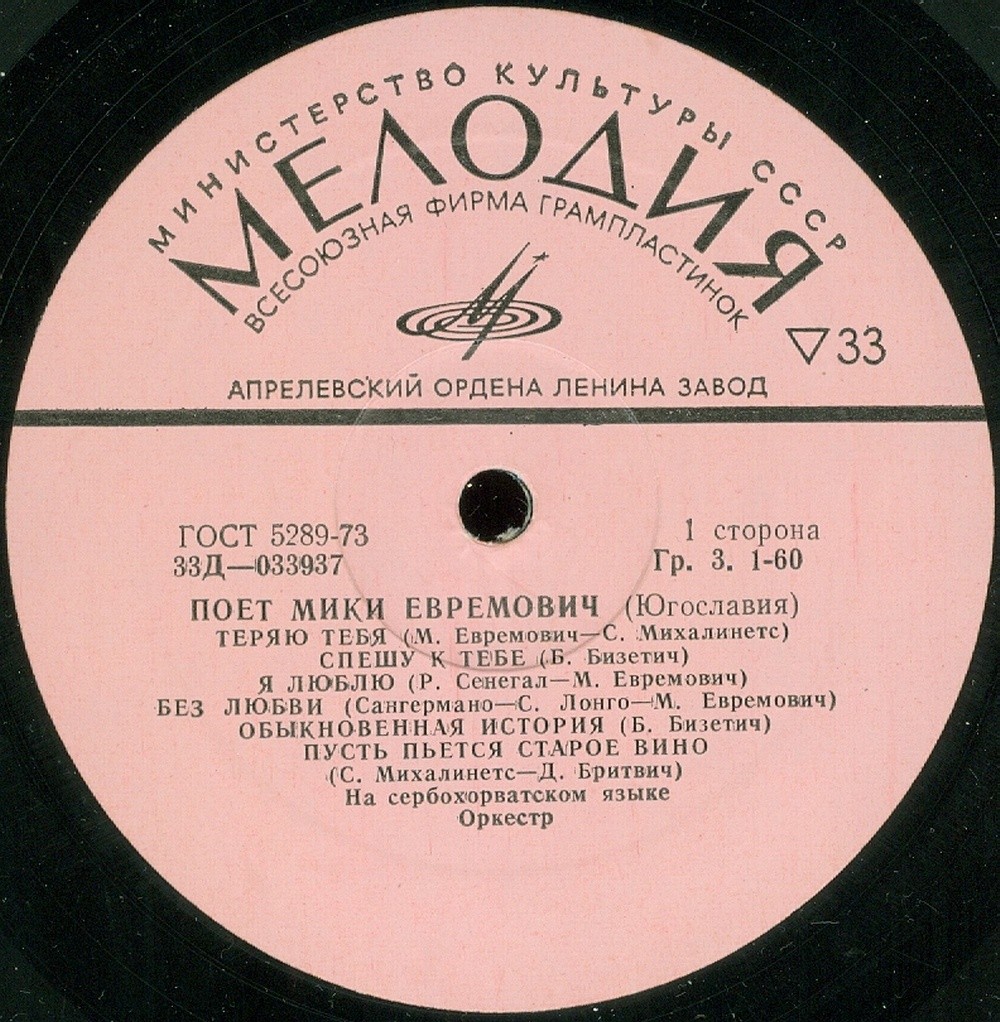 МИНИСТЕРСТВО КУЛЬТУРЫ СССР
МЕЛОДИЯ
ВСЕСОЮЗНАЯ ФИРМА ГРАМПЛАСТИНОК
▽33
АПРЕЛЕВСКИЙ ОРДЕНА ЛЕНИНА ЗАВОД
ГОСТ 5289-73
1 сторона
33Д—033937
Гр. 3. 1-60
ПОЕТ МИКИ ЕВРЕМОВИЧ (Югославия)
ТЕРЯЮ ТЕБЯ (М. Евремович—С. Михалинетс)
СПЕШУ К ТЕБЕ (Б. Бизетич)
Я ЛЮБЛЮ (Р. Сенегал—М. Евремович)
БЕЗ ЛЮБВИ (Сангермано—С. Лонго—М. Евремович)
ОБЫКНОВЕННАЯ ИСТОРИЯ (Б. Бизетич)
ПУСТЬ ПЬЕТСЯ СТАРОЕ ВИНО
(С. Михалинетс—Д. Бритвич)
На сербохорватском языке
Оркестр